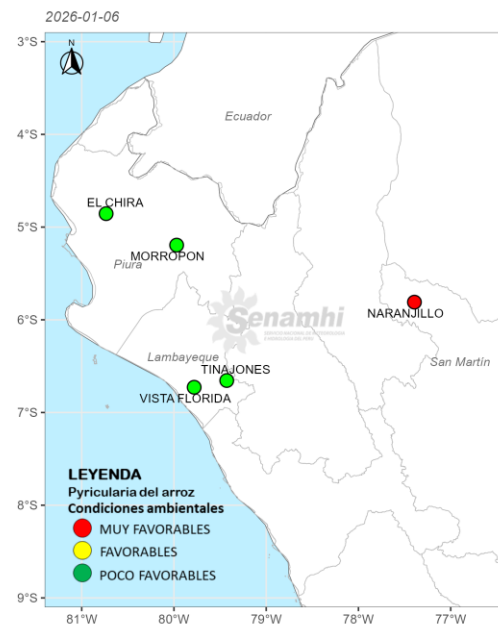 2026-01-06
N
3°S
4°S
5°S
6°S
7°S
8°S
9°S
Ecuador
EL CHIRA
MORROPON
Piura
NARANJILLO
Senamhi
San Martín
Lambayeque
TINAJONES
VISTA FLORIDA
LEYENDA
Pyricularia del arroz
Condiciones ambientales
MUY FAVORABLES
FAVORABLES
POCO FAVORABLES
81°W
80°W
79°W
78°W
77°W